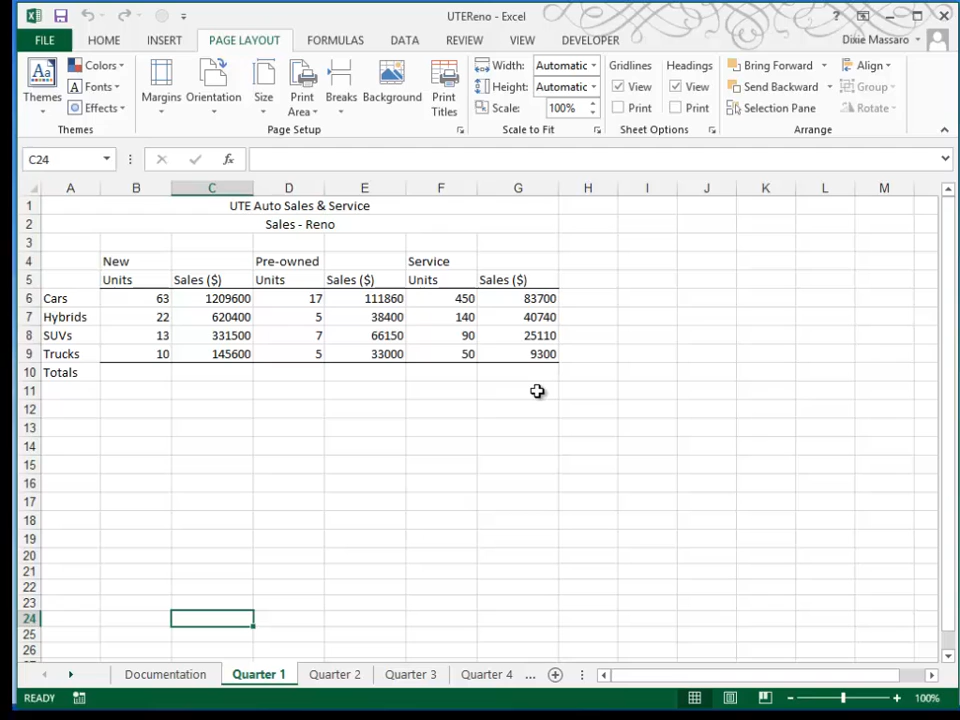 UTEReno - Excel
FILE HOME INSERT PAGE LAYOUT FORMULAS DATA REVIEW VIEW DEVELOPER Dixie Massaro
Themes
Colors
Fonts
Effects
Themes
Margins Orientation Size Print Area Breaks Background Print Titles
Page Setup
Width: Automatic
Height: Automatic
Scale: 100%
Scale to Fit
Gridlines Headings
View View
Print Print
Sheet Options
Bring Forward Align
Send Backward Group
Selection Pane Rotate
Arrange
C24 fx
A B C D E F G H I J K L M
1 UTE Auto Sales & Service
2 Sales - Reno
3
4 New Pre-owned Service
5 Units Sales ($) Units Sales ($) Units Sales ($)
6 Cars 63 1209600 17 111860 450 83700
7 Hybrids 22 620400 5 38400 140 40740
8 SUVs 13 331500 7 66150 90 25110
9 Trucks 10 145600 5 33000 50 9300
10 Totals
11
12
13
14
15
16
17
18
19
20
21
22
23
24
25
26
Documentation Quarter 1 Quarter 2 Quarter 3 Quarter 4 ...
READY 100%